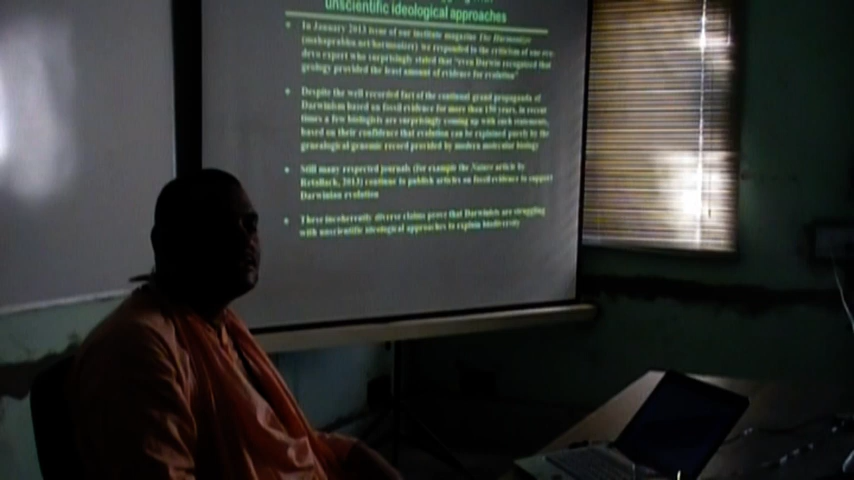 unscientific ideological approaches
In January 2013 issue of our institute magazine The Harmonizer
we responded to the criticism of one
expert who surprisingly stated that "even Darwin recognized that
geology provided the least amount of evidence for evolution"
Despite the well recorded fact of the continual grand propaganda of
Darwinism based on fossil evidence for more than 150 years, in recent
times a few biologists are surprisingly coming up with such statements,
based on their confidence that evolution can be explained purely by the
genealogical genomic record provided by modern molecular biology
Still many respected journals (for example the Nature article by
Retallack, 2013) continue to publish articles on fossil evidence to support
Darwinian evolution
These incoherently diverse claims prove that Darwinists are struggling
with unscientific ideological approaches to explain biodiversity